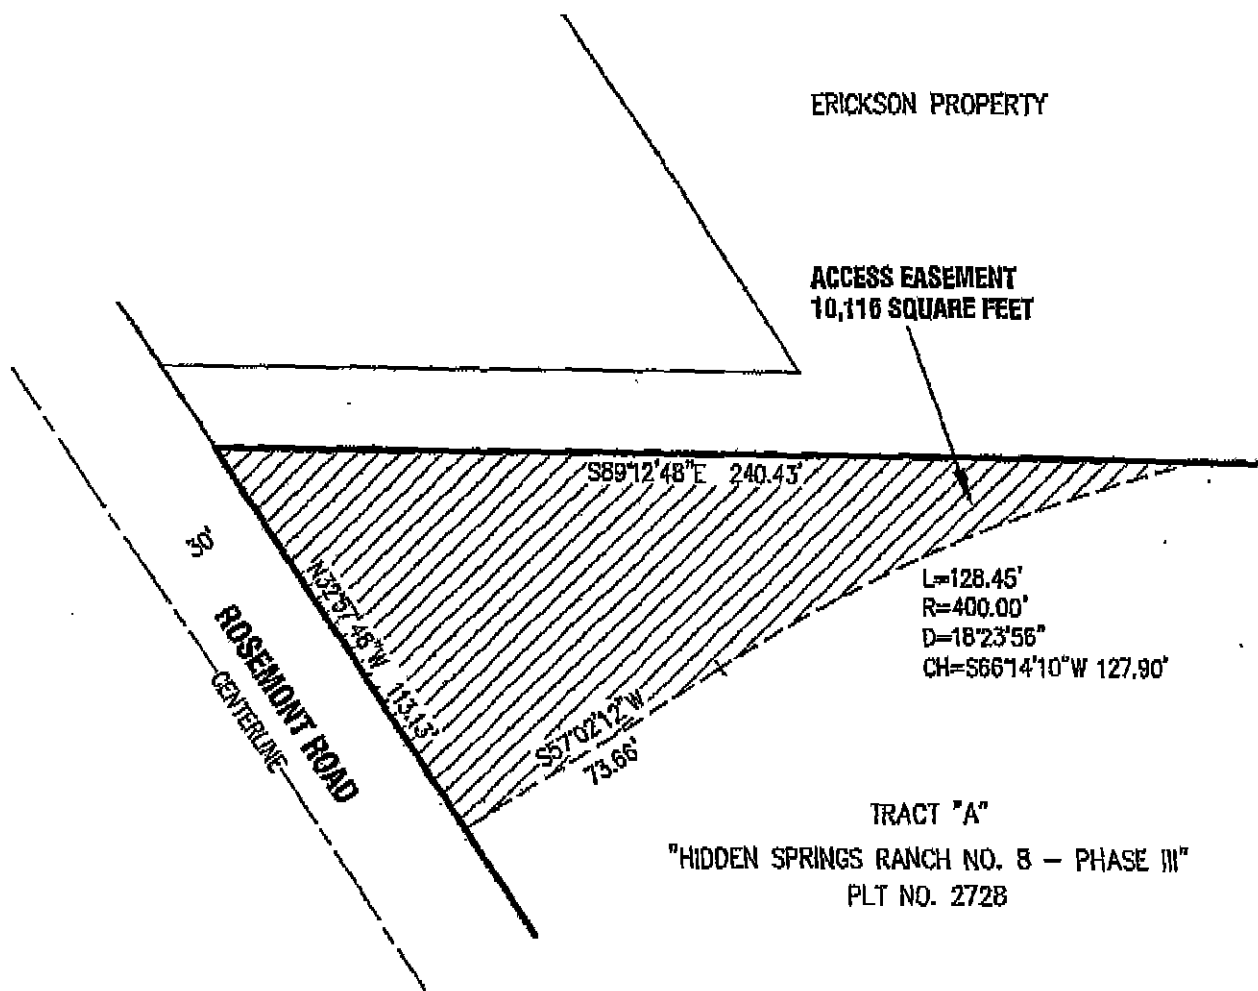 ERICKSON PROPERTY
ACCESS EASEMENT
10,116 SQUARE FEET
S89°12'48"E 240.43'
30'
N32°57'48"W 113.13'
ROSEMONT ROAD
CENTERLINE
L=128.45'
R=400.00'
D=18°23'56"
CH=S66°14'10"W 127.90'
S57°02'12"W
73.66'
TRACT "A"
"HIDDEN SPRINGS RANCH NO. 8 – PHASE III"
PLT NO. 2728